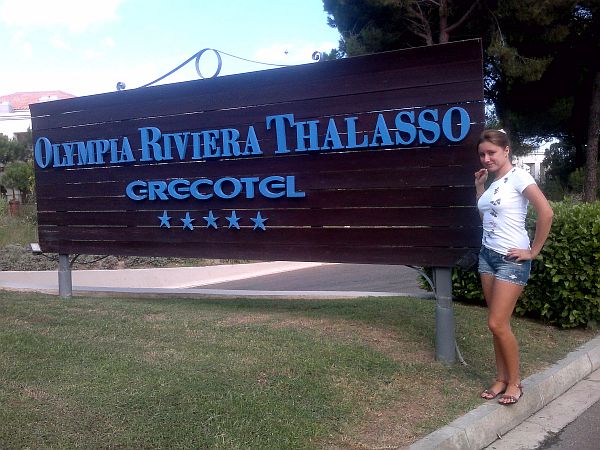 OLYMPIA RIVIERA THALASSO
GRECOTEL
★★★★★